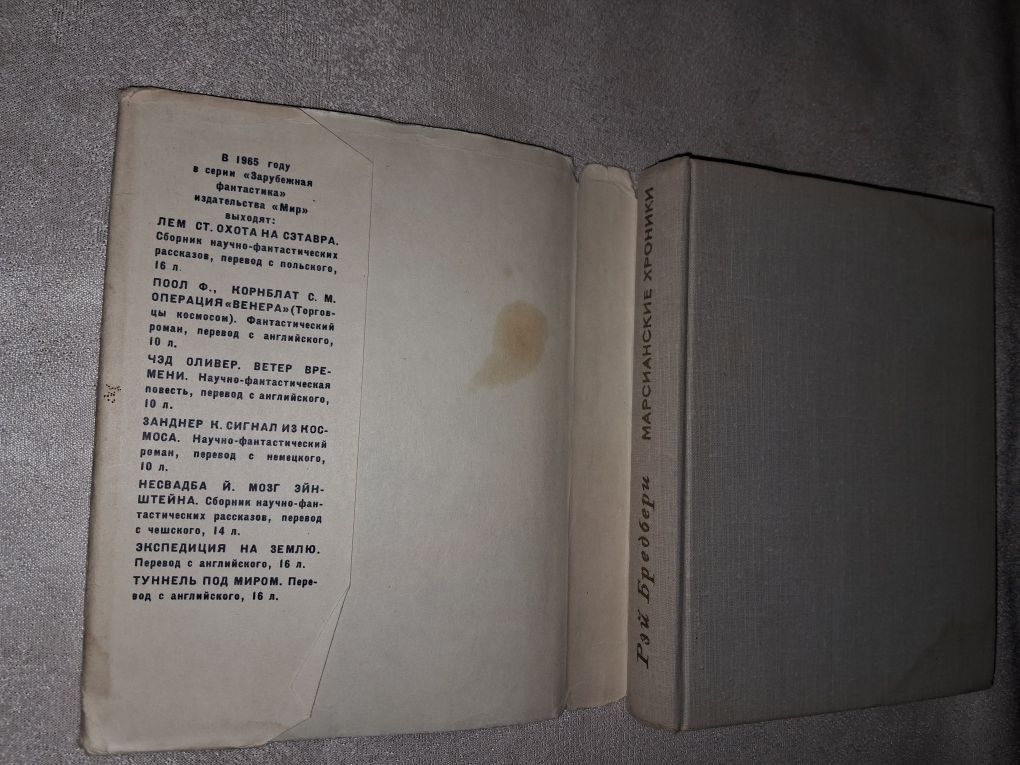 В 1965 году
в серии «Зарубежная
фантастика»
издательства «Мир»
выходят:
ЛЕМ СТ. ОХОТА НА СЭТАВРА.
Сборник научно-фантастических
рассказов, перевод с польского,
16 л.
ПООЛ Ф., КОРНБЛАТ С. М.
ОПЕРАЦИЯ «ВЕНЕРА» (Торгов-
цы космосом). Фантастический
роман, перевод с английского,
10 л.
ЧЭД ОЛИВЕР. ВЕТЕР ВРЕ-
МЕНИ. Научно-фантастическая
повесть, перевод с английского,
10 л.
ЗАНДНЕР К. СИГНАЛ ИЗ КОС-
МОСА. Научно-фантастический
роман, перевод с немецкого,
10 л.
НЕСВАДБА Й. МОЗГ ЭЙН-
ШТЕЙНА. Сборник научно-фан-
тастических рассказов, перевод
с чешского, 14 л.
ЭКСПЕДИЦИЯ НА ЗЕМЛЮ.
Перевод с английского, 16 л.
ТУННЕЛЬ ПОД МИРОМ. Пере-
вод с английского, 16 л.
Рэй Бредбери МАРСИАНСКИЕ ХРОНИКИ